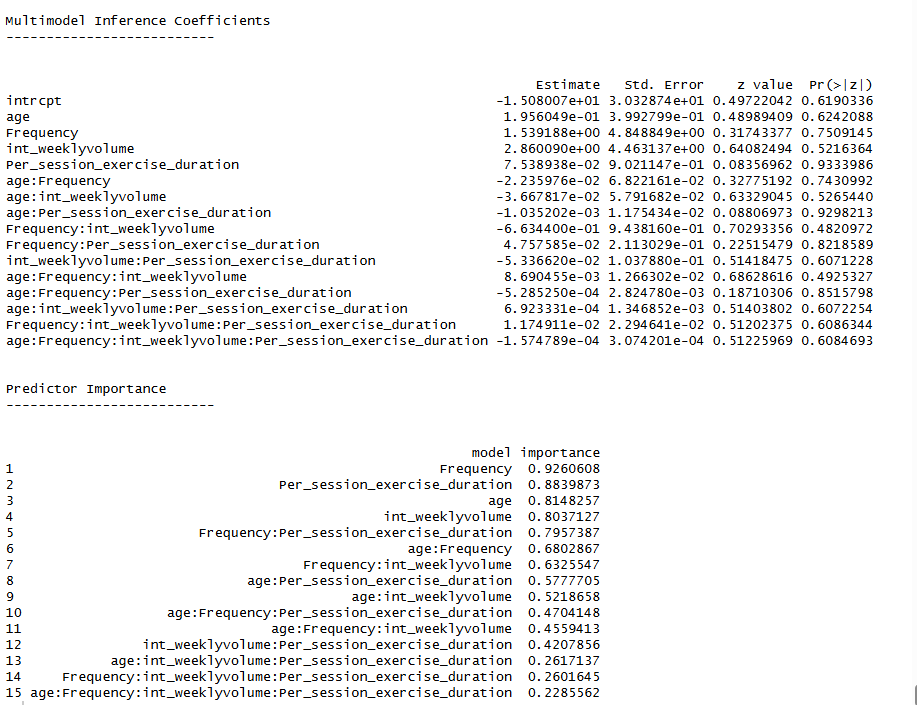 Multimodel Inference Coefficients
--------------------------
Estimate Std. Error z value Pr(>|z|)
intrcpt -1.508007e+01 3.032874e+01 0.49722042 0.6190336
age 1.956049e-01 3.992799e-01 0.48989409 0.6242088
Frequency 1.539188e+00 4.848849e+00 0.31743377 0.7509145
int_weeklyvolume 2.860090e+00 4.463137e+00 0.64082494 0.5216364
Per_session_exercise_duration 7.538938e-02 9.021147e-01 0.08356962 0.9333986
age:Frequency -2.235976e-02 6.822161e-02 0.32775192 0.7430992
age:int_weeklyvolume -3.667817e-02 5.791682e-02 0.63329045 0.5265440
age:Per_session_exercise_duration -1.035202e-03 1.175434e-02 0.08806973 0.9298213
Frequency:int_weeklyvolume -6.634400e-01 9.438160e-01 0.70293356 0.4820972
Frequency:Per_session_exercise_duration 4.757585e-02 2.113029e-01 0.22515479 0.8218589
int_weeklyvolume:Per_session_exercise_duration -5.336620e-02 1.037880e-01 0.51418475 0.6071228
age:Frequency:int_weeklyvolume 8.690455e-03 1.266302e-02 0.68628616 0.4925327
age:Frequency:Per_session_exercise_duration -5.285250e-04 2.824780e-03 0.18710306 0.8515798
age:int_weeklyvolume:Per_session_exercise_duration 6.923331e-04 1.346852e-03 0.51403802 0.6072254
Frequency:int_weeklyvolume:Per_session_exercise_duration 1.174911e-02 2.294641e-02 0.51202375 0.6086344
age:Frequency:int_weeklyvolume:Per_session_exercise_duration -1.574789e-04 3.074201e-04 0.51225969 0.6084693
Predictor Importance
--------------------------
model importance
1 Frequency 0.9260608
2 Per_session_exercise_duration 0.8839873
3 age 0.8148257
4 int_weeklyvolume 0.8037127
5 Frequency:Per_session_exercise_duration 0.7957387
6 age:Frequency 0.6802867
7 Frequency:int_weeklyvolume 0.6325547
8 age:Per_session_exercise_duration 0.5777705
9 age:int_weeklyvolume 0.5218658
10 age:Frequency:Per_session_exercise_duration 0.4704148
11 age:Frequency:int_weeklyvolume 0.4559413
12 int_weeklyvolume:Per_session_exercise_duration 0.4207856
13 age:int_weeklyvolume:Per_session_exercise_duration 0.2617137
14 Frequency:int_weeklyvolume:Per_session_exercise_duration 0.2601645
15 age:Frequency:int_weeklyvolume:Per_session_exercise_duration 0.2285562